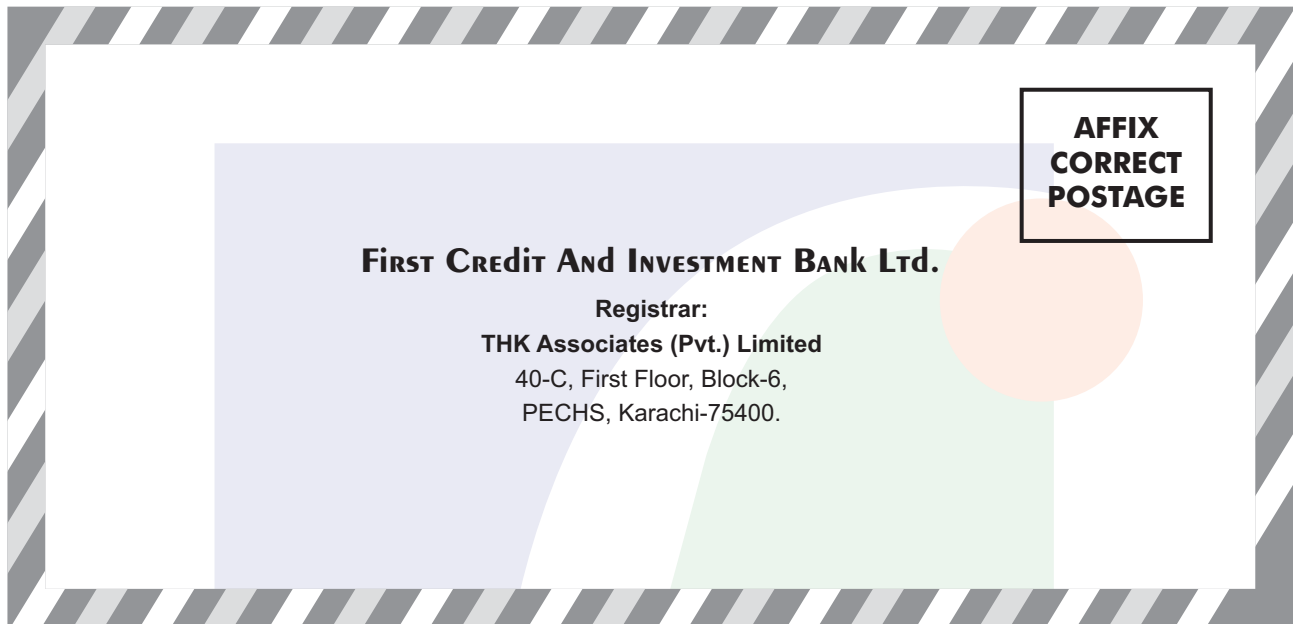 AFFIX
CORRECT
POSTAGE
First Credit And Investment Bank Ltd.
Registrar:
THK Associates (Pvt.) Limited
40-C, First Floor, Block-6,
PECHS, Karachi-75400.